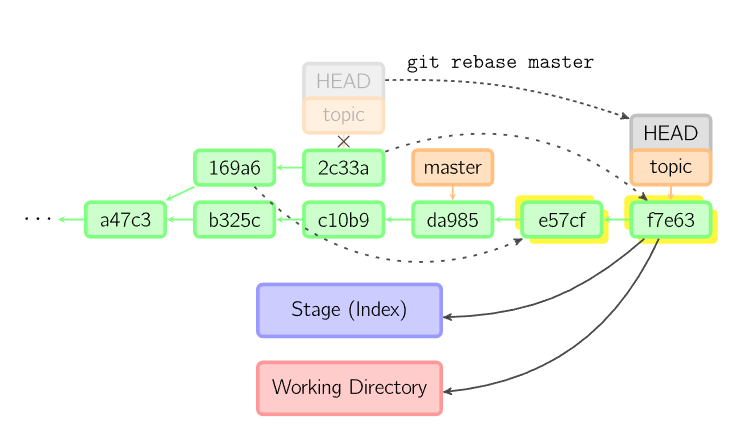 git rebase master
HEAD
topic
HEAD
topic
169a6
2c33a
master
...
a47c3
b325c
c10b9
da985
e57cf
f7e63
Stage (Index)
Working Directory